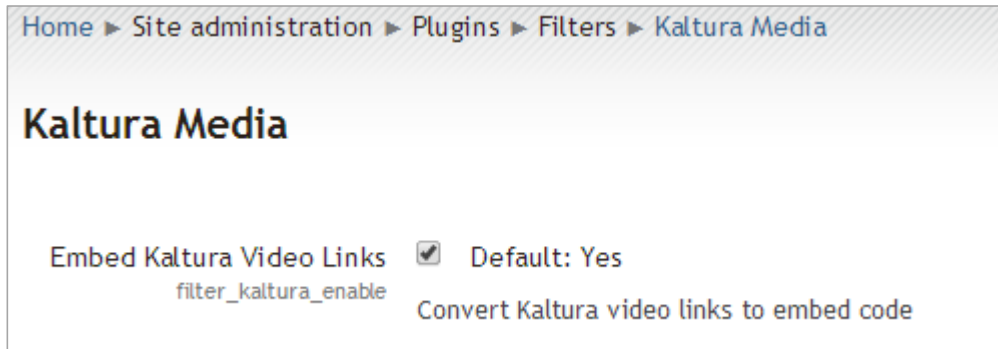 Home ► Site administration ► Plugins ► Filters ► Kaltura Media
Kaltura Media
Embed Kaltura Video Links Default: Yes
filter_kaltura_enable
Convert Kaltura video links to embed code